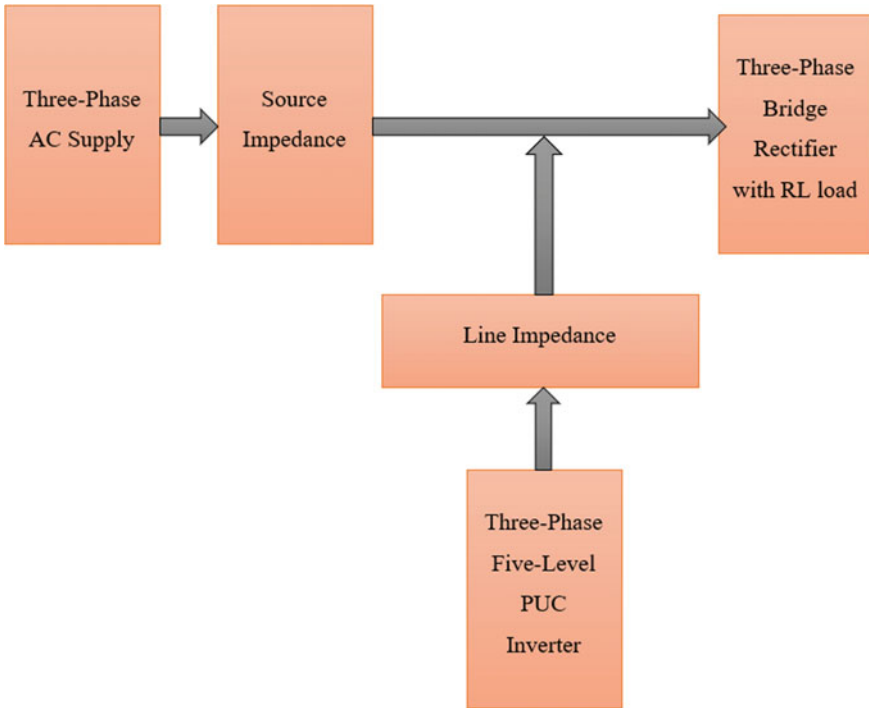 Three-Phase
AC Supply
Source
Impedance
Three-Phase
Bridge
Rectifier
with RL load
Line Impedance
Three-Phase
Five-Level
PUC
Inverter